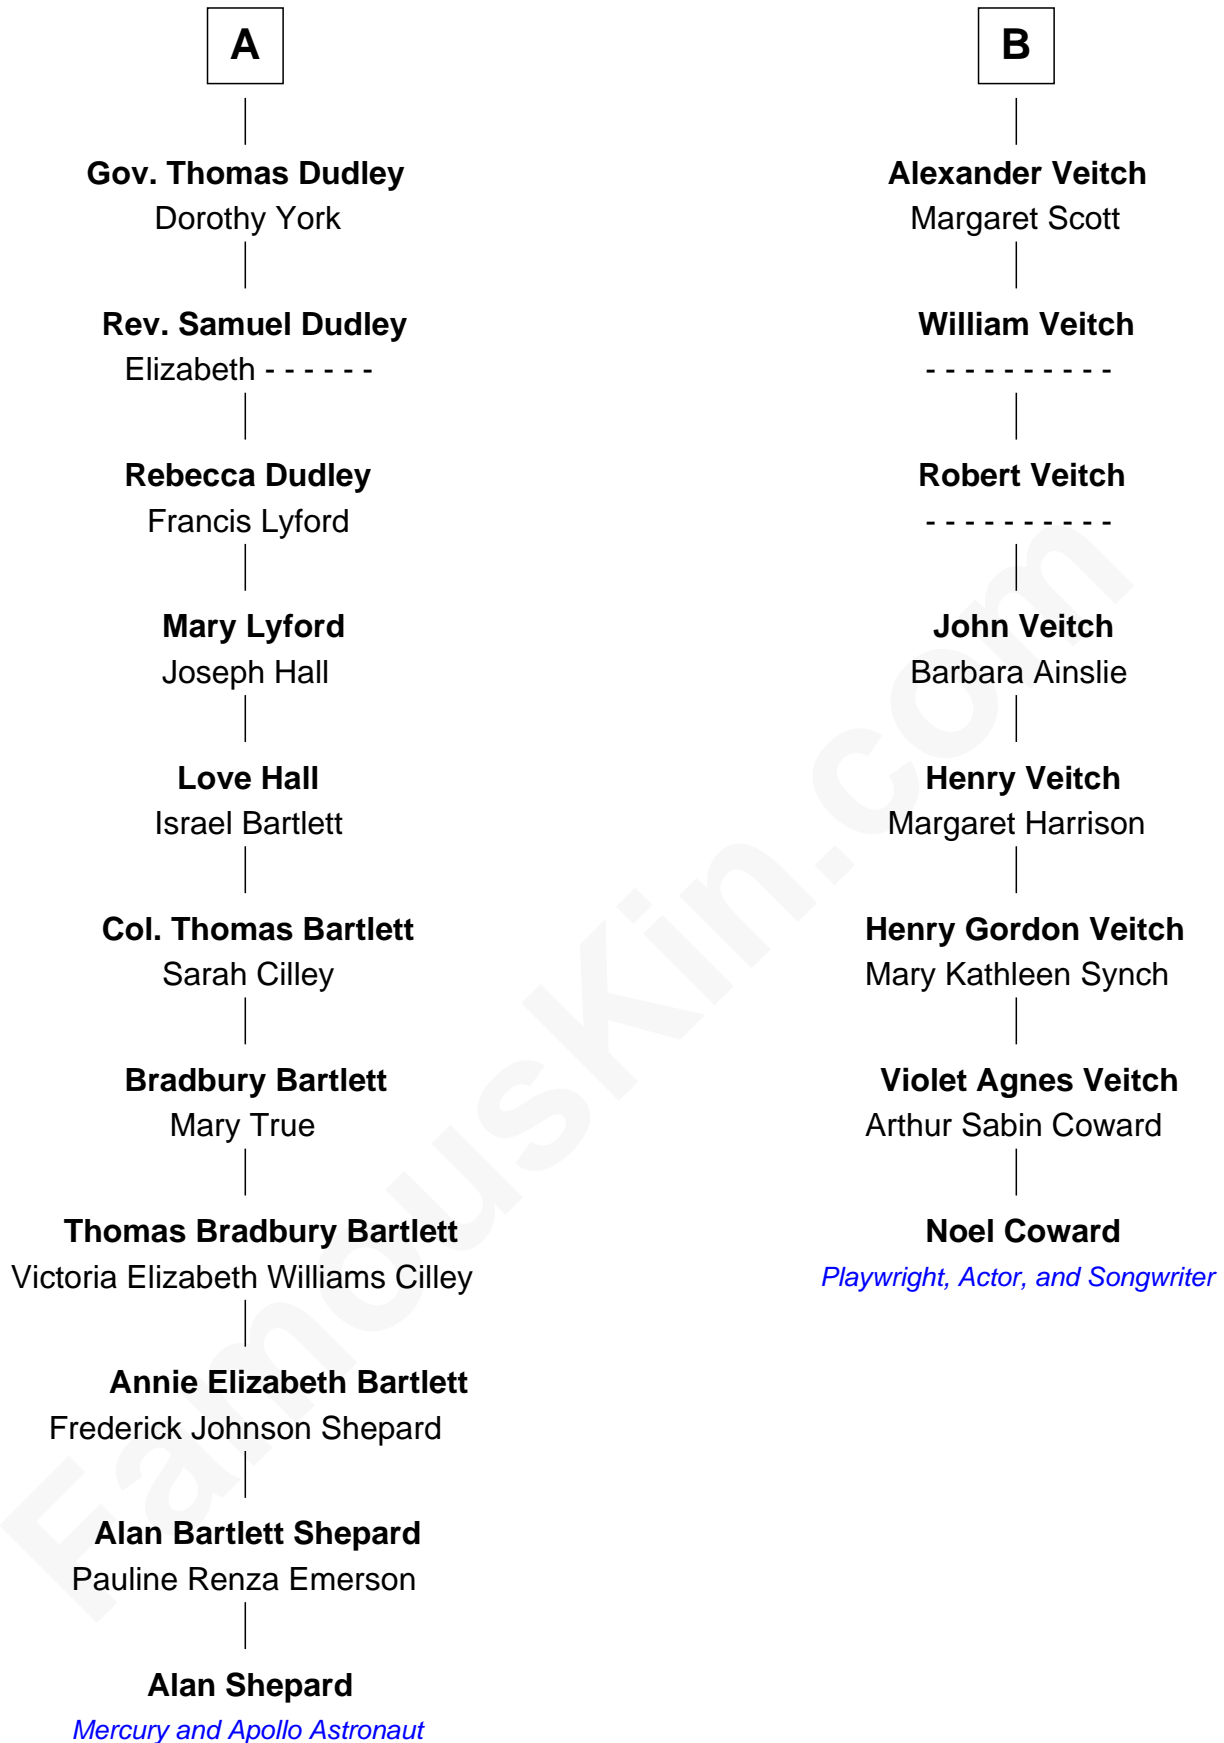 A
Gov. Thomas Dudley
Dorothy York
Rev. Samuel Dudley
Elizabeth - - - - - -
Rebecca Dudley
Francis Lyford
Mary Lyford
Joseph Hall
Love Hall
Israel Bartlett
Col. Thomas Bartlett
Sarah Cilley
Bradbury Bartlett
Mary True
Thomas Bradbury Bartlett
Victoria Elizabeth Williams Cilley
Annie Elizabeth Bartlett
Frederick Johnson Shepard
Alan Bartlett Shepard
Pauline Renza Emerson
Alan Shepard
Mercury and Apollo Astronaut
B
Alexander Veitch
Margaret Scott
William Veitch
- - - - - - - - - -
Robert Veitch
- - - - - - - - - -
John Veitch
Barbara Ainslie
Henry Veitch
Margaret Harrison
Henry Gordon Veitch
Mary Kathleen Synch
Violet Agnes Veitch
Arthur Sabin Coward
Noel Coward
Playwright, Actor, and Songwriter
FamousKin.com